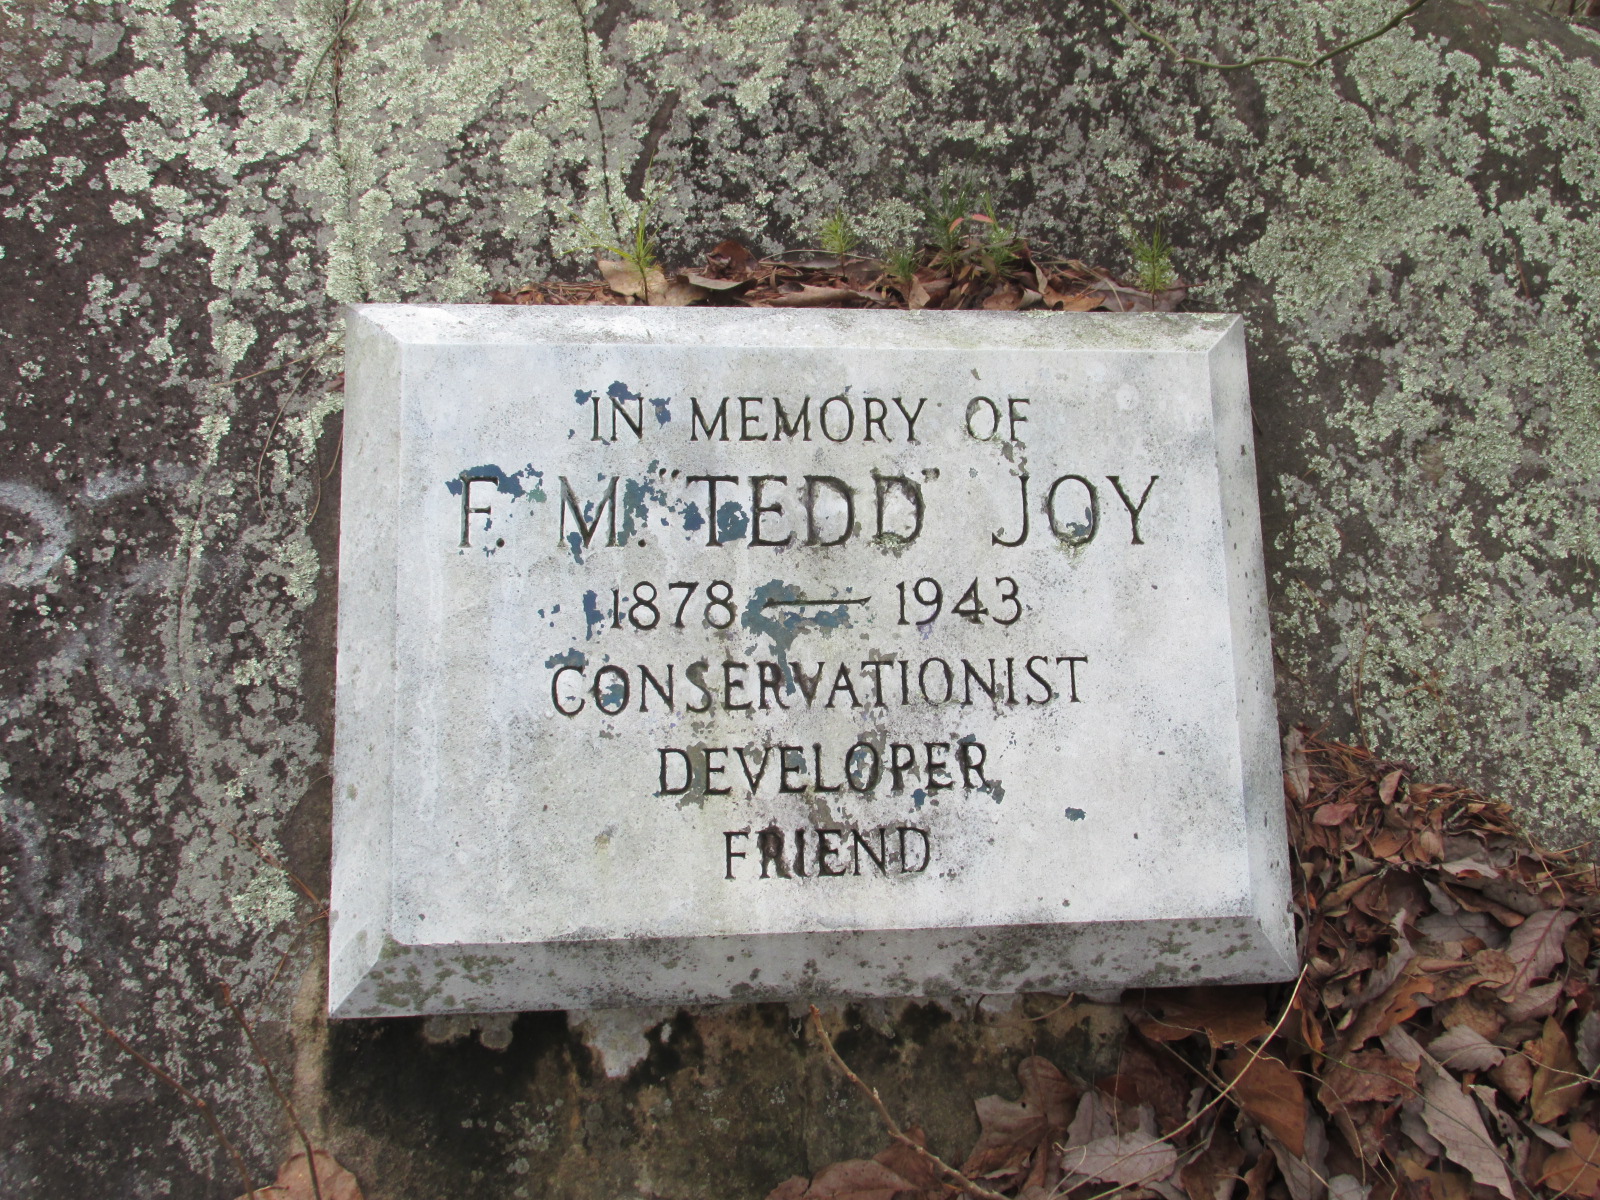 IN MEMORY OF
F. M. "TEDD" JOY
1878 — 1943
CONSERVATIONIST
DEVELOPER
FRIEND